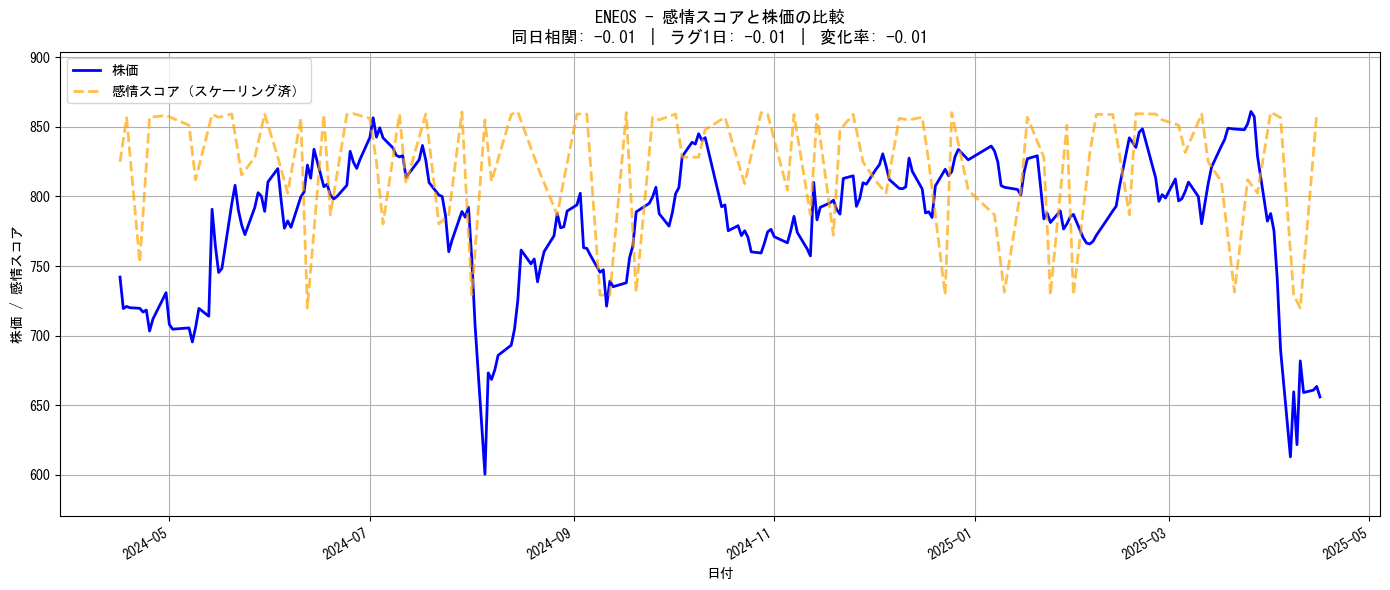 ENEOS - 感情スコアと株価の比較
同日相関: -0.01 | ラグ1日: -0.01 | 変化率: -0.01
株価
感情スコア (スケーリング済)
株価 / 感情スコア
900
850
800
750
700
650
600
2024-05
2024-07
2024-09
2024-11
2025-01
2025-03
2025-05
日付